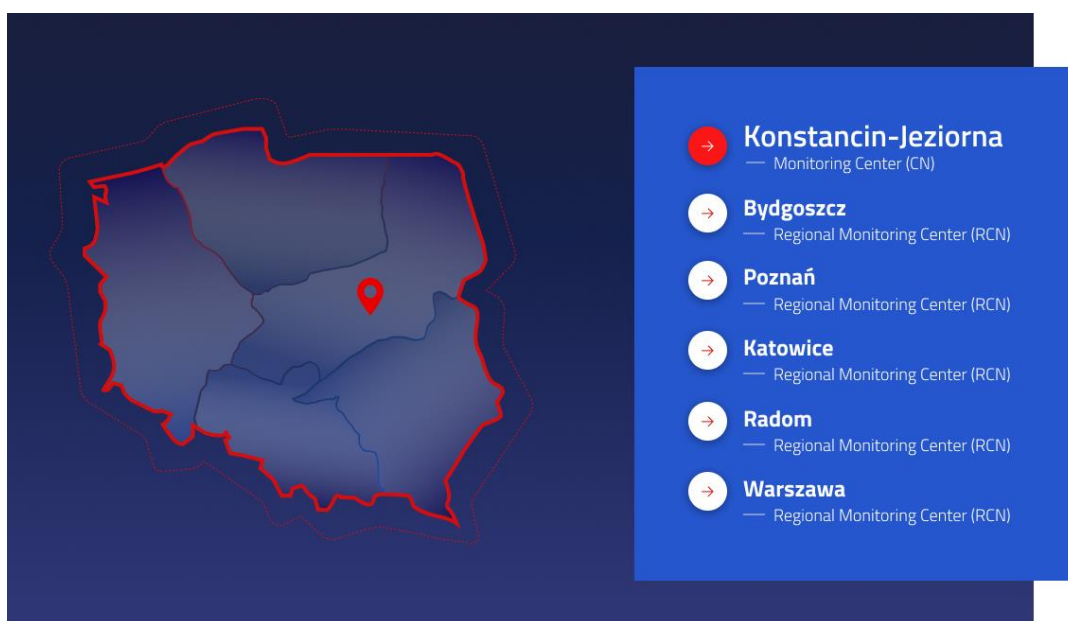 Konstancin-Jeziorna
— Monitoring Center (CN)
Bydgoszcz
— Regional Monitoring Center (RCN)
Poznań
— Regional Monitoring Center (RCN)
Katowice
— Regional Monitoring Center (RCN)
Radom
— Regional Monitoring Center (RCN)
Warszawa
— Regional Monitoring Center (RCN)